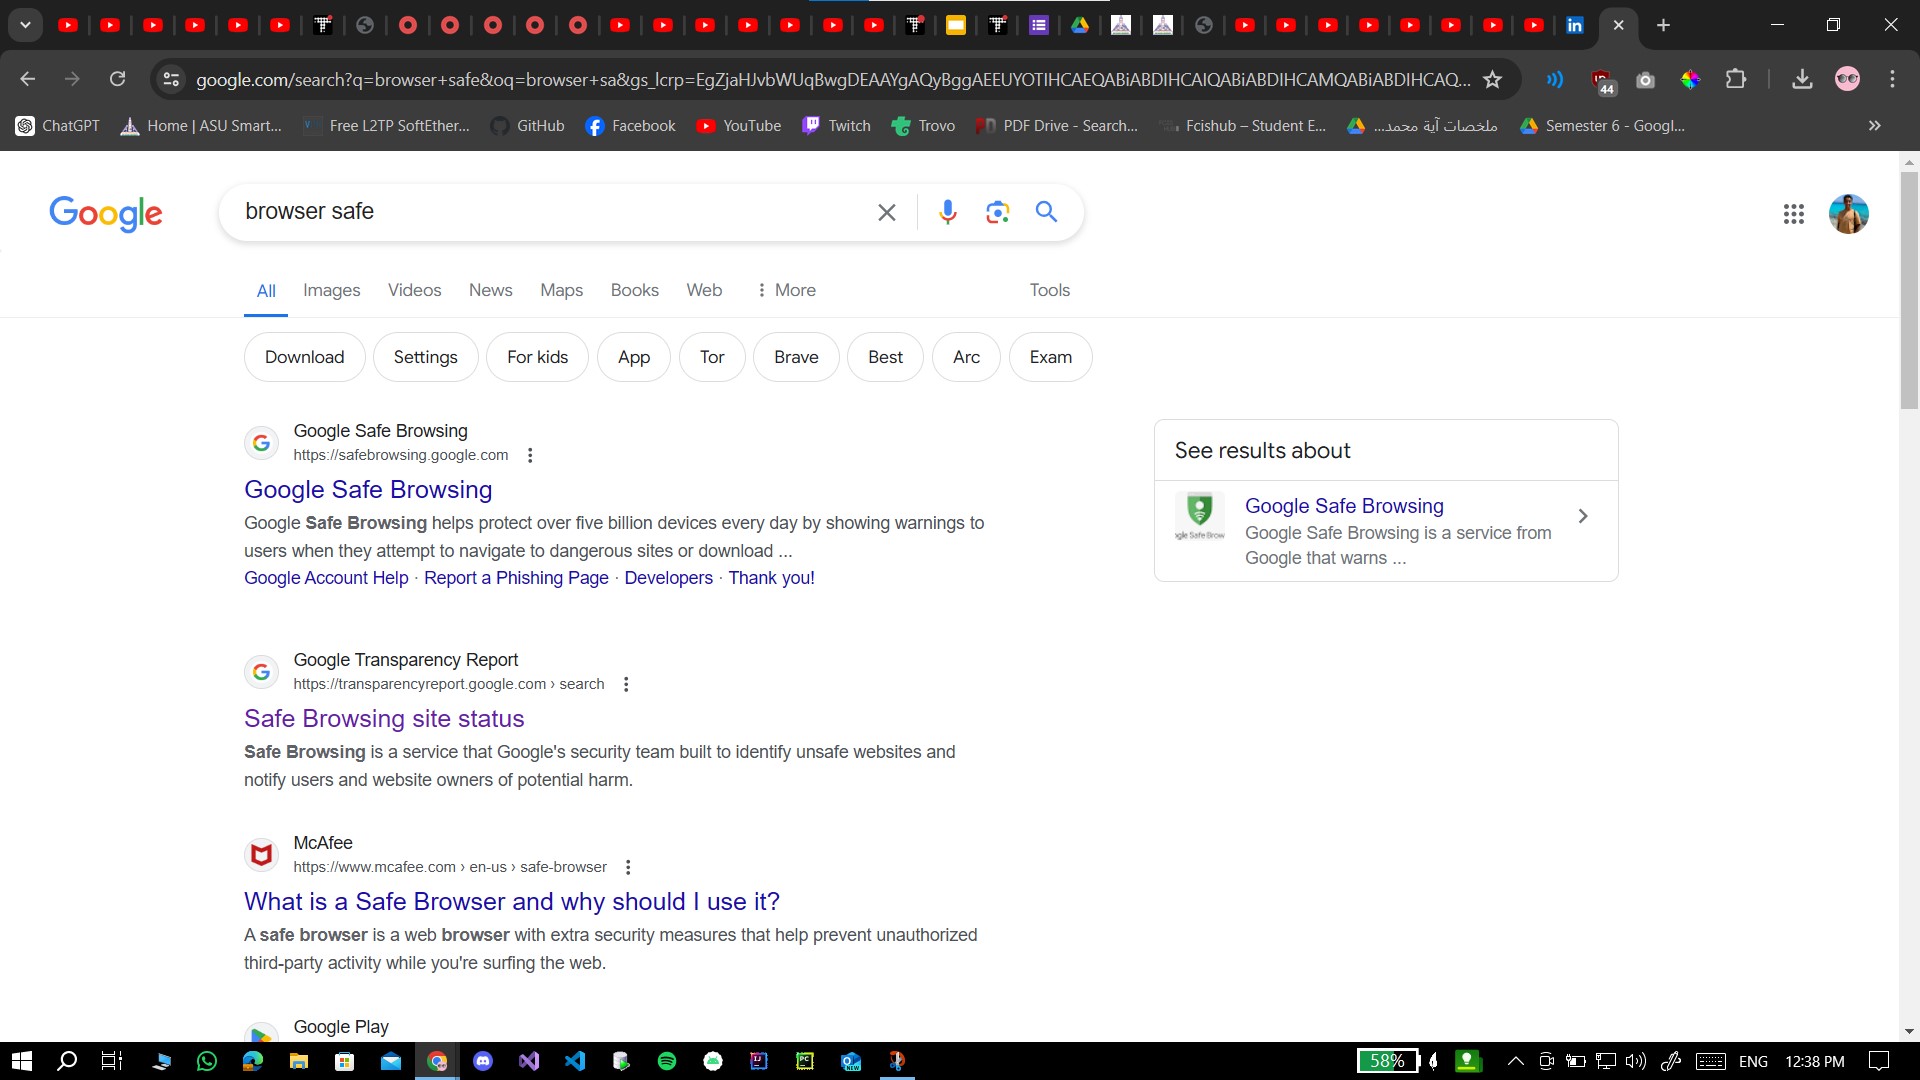 google.com/search?q=browser+safe&oq=browser+sa&gs_lcrp=EgZjaHJvbWUqBwgDEAAYgAQyBggAEEUYOTIHCAEQABiABDIHCAIQABiABDIHCAMQABiABDIHCAQ...
44
ChatGPT
Home | ASU Smart...
Free L2TP SoftEther...
GitHub
Facebook
YouTube
Twitch
Trovo
PDF Drive - Search...
Fcishub – Student E...
ملخصات آية محمد...
Semester 6 - Googl...
Google
browser safe
All Images Videos News Maps Books Web More Tools
Download Settings For kids App Tor Brave Best Arc Exam
Google Safe Browsing
https://safebrowsing.google.com
Google Safe Browsing
Google Safe Browsing helps protect over five billion devices every day by showing warnings to
users when they attempt to navigate to dangerous sites or download ...
Google Account Help · Report a Phishing Page · Developers · Thank you!
See results about
Google Safe Browsing
Google Safe Browsing is a service from
Google that warns ...
Google Transparency Report
https://transparencyreport.google.com › search
Safe Browsing site status
Safe Browsing is a service that Google's security team built to identify unsafe websites and
notify users and website owners of potential harm.
McAfee
https://www.mcafee.com › en-us › safe-browser
What is a Safe Browser and why should I use it?
A safe browser is a web browser with extra security measures that help prevent unauthorized
third-party activity while you're surfing the web.
Google Play
58%
ENG
12:38 PM